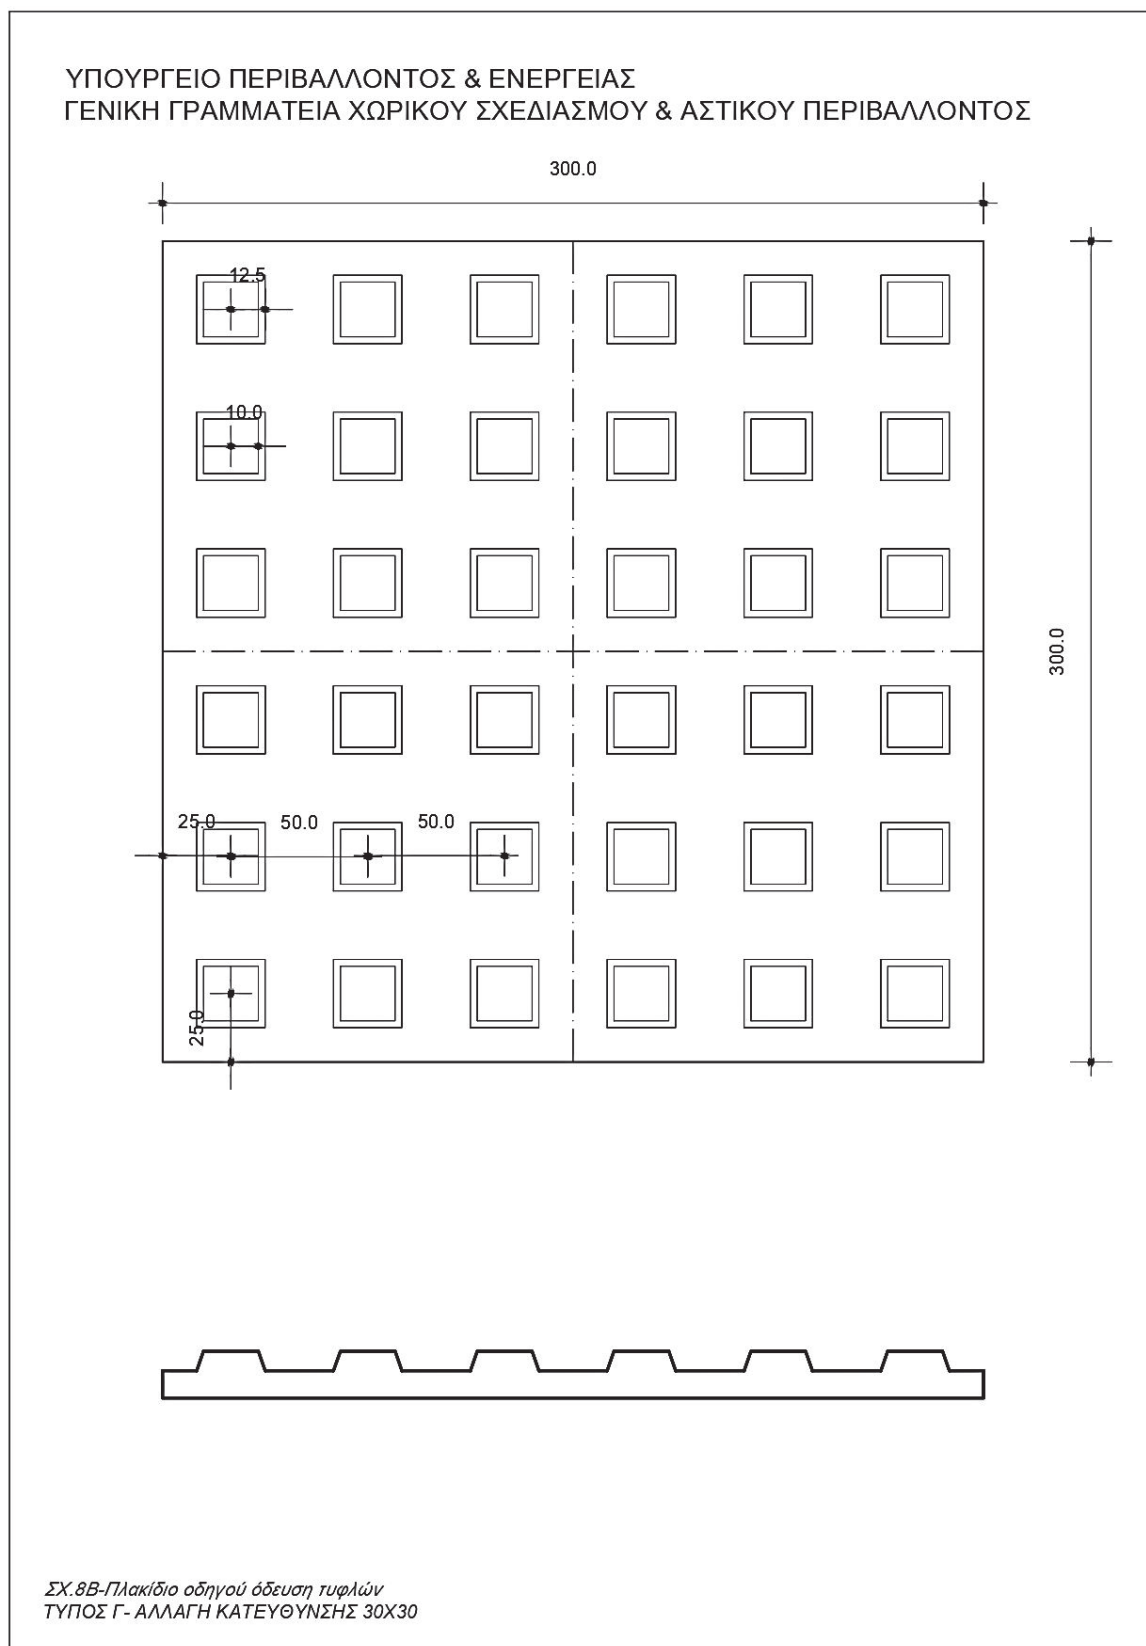 ΥΠΟΥΡΓΕΙΟ ΠΕΡΙΒΑΛΛΟΝΤΟΣ & ΕΝΕΡΓΕΙΑΣ
ΓΕΝΙΚΗ ΓΡΑΜΜΑΤΕΙΑ ΧΩΡΙΚΟΥ ΣΧΕΔΙΑΣΜΟΥ & ΑΣΤΙΚΟΥ ΠΕΡΙΒΑΛΛΟΝΤΟΣ
300.0
12.5
10.0
300.0
25.0 50.0 50.0
25.0
ΣΧ.8Β-Πλακίδιο οδηγού όδευση τυφλών
ΤΥΠΟΣ Γ- ΑΛΛΑΓΗ ΚΑΤΕΥΘΥΝΣΗΣ 30Χ30